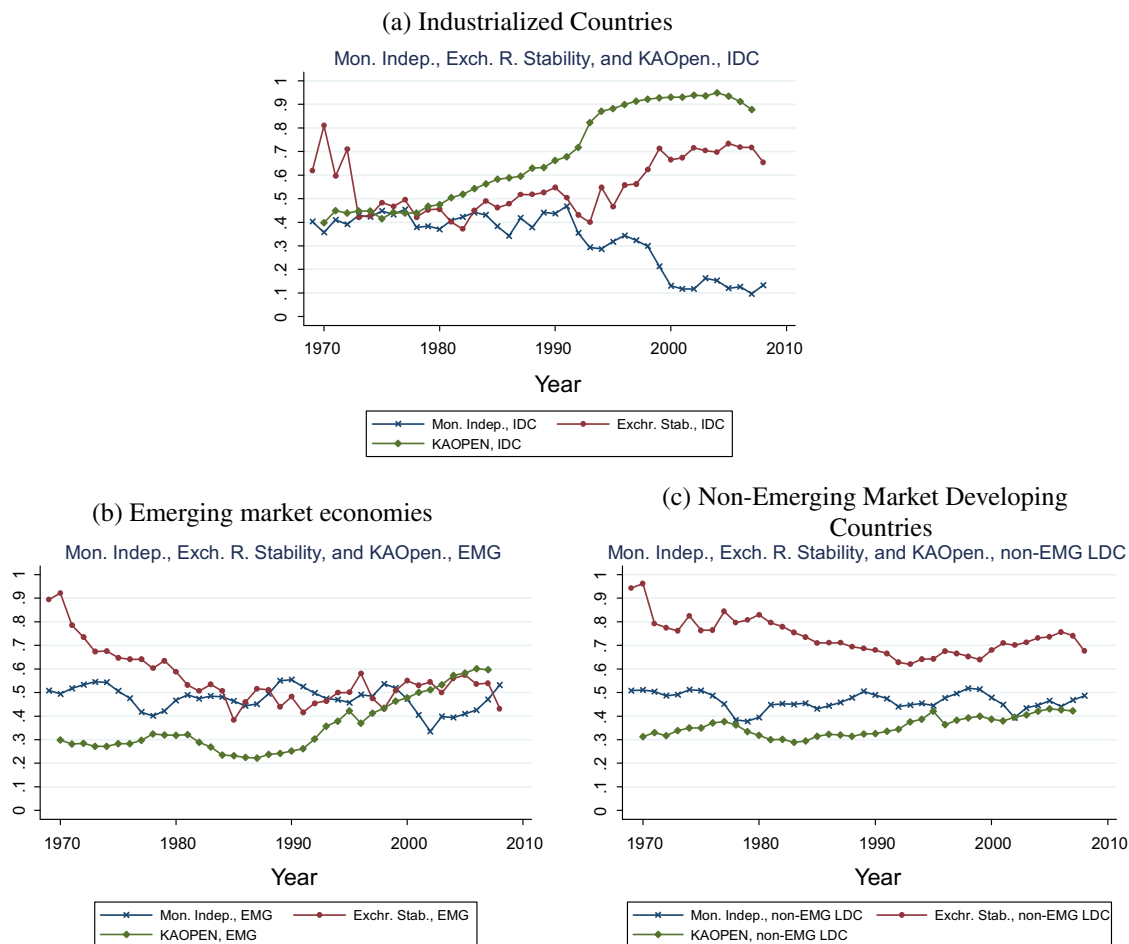 (a) Industrialized Countries
Mon. Indep., Exch. R. Stability, and KAOpen., IDC
1
.9
.8
.7
.6
.5
.4
.3
.2
.1
0
1970 1980 1990 2000 2010
Year
Mon. Indep., IDC Exchr. Stab., IDC
KAOPEN, IDC
(b) Emerging market economies
Mon. Indep., Exch. R. Stability, and KAOpen., EMG
1
.9
.8
.7
.6
.5
.4
.3
.2
.1
0
1970 1980 1990 2000 2010
Year
Mon. Indep., EMG Exchr. Stab., EMG
KAOPEN, EMG
(c) Non-Emerging Market Developing
Countries
Mon. Indep., Exch. R. Stability, and KAOpen., non-EMG LDC
1
.9
.8
.7
.6
.5
.4
.3
.2
.1
0
1970 1980 1990 2000 2010
Year
Mon. Indep., non-EMG LDC Exchr. Stab., non-EMG LDC
KAOPEN, non-EMG LDC